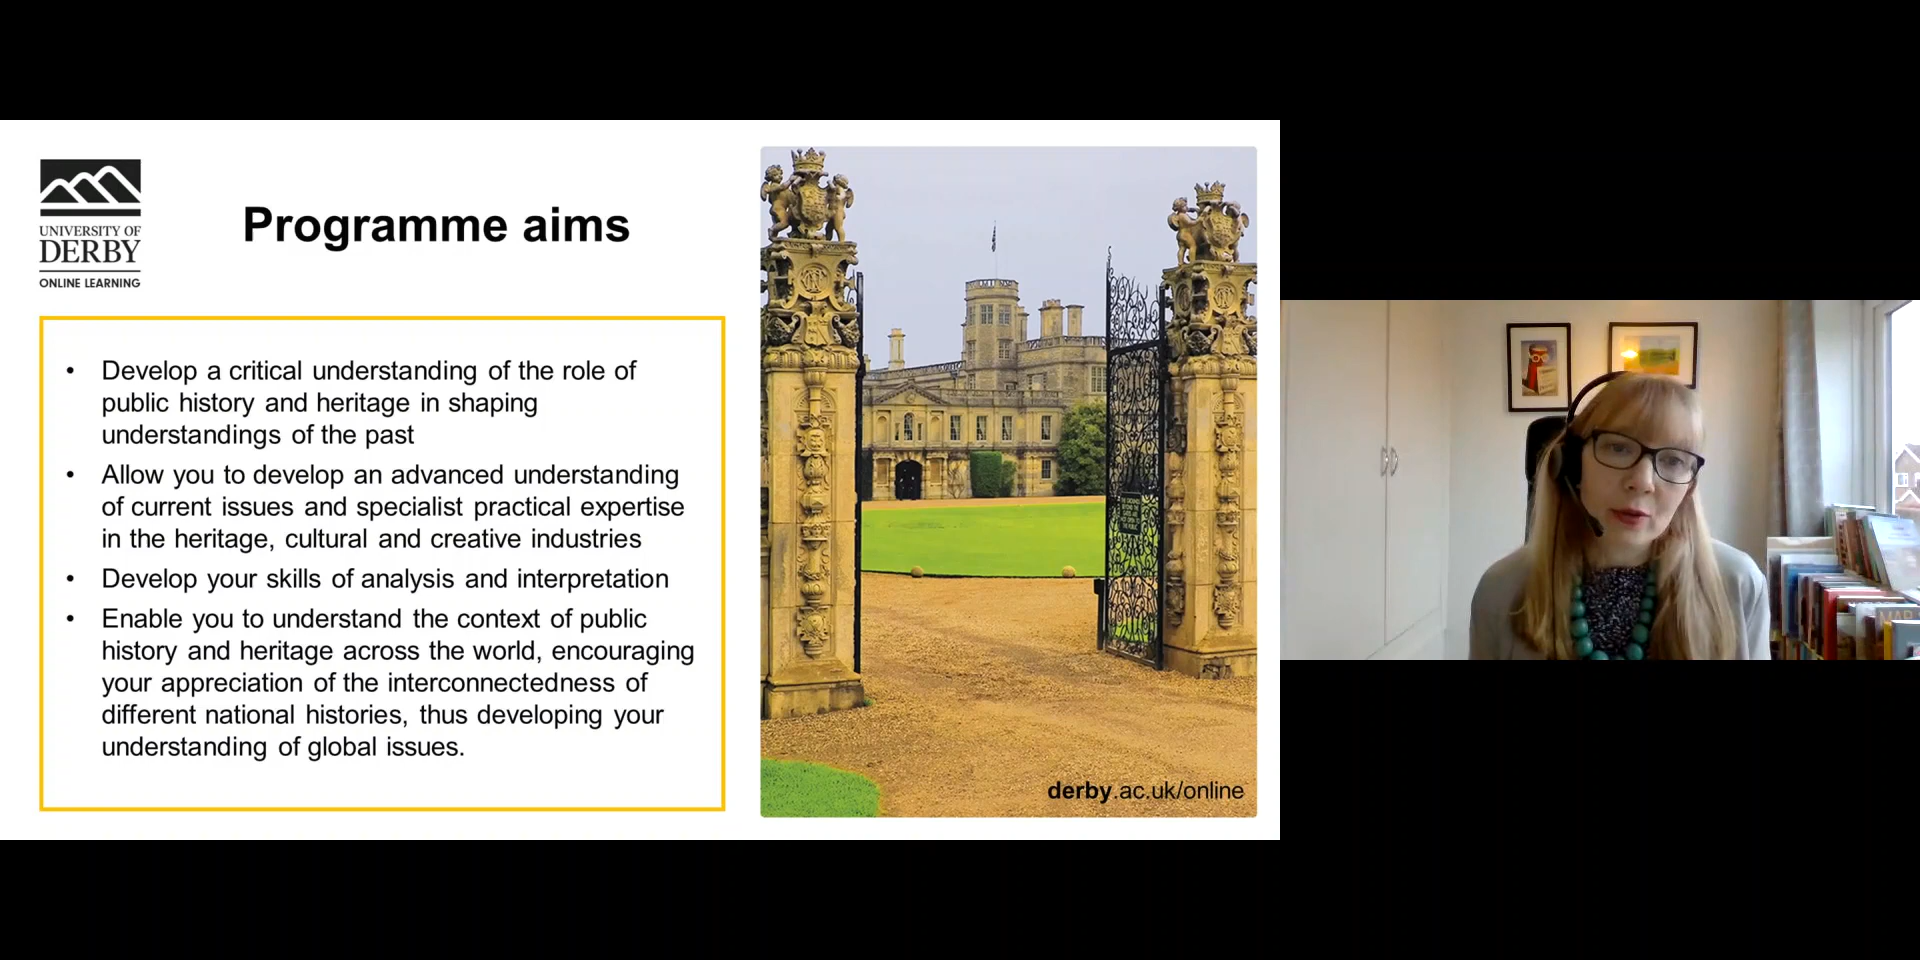 UNIVERSITY OF
DERBY
ONLINE LEARNING
Programme aims
• Develop a critical understanding of the role of
public history and heritage in shaping
understandings of the past
• Allow you to develop an advanced understanding
of current issues and specialist practical expertise
in the heritage, cultural and creative industries
• Develop your skills of analysis and interpretation
• Enable you to understand the context of public
history and heritage across the world, encouraging
your appreciation of the interconnectedness of
different national histories, thus developing your
understanding of global issues.
derby.ac.uk/online